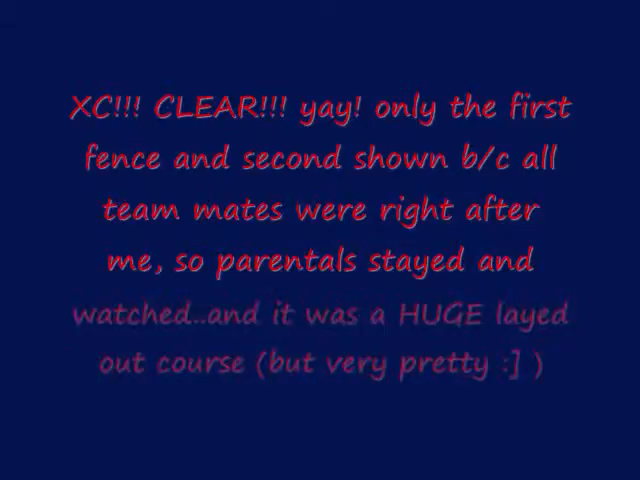 XC!!! CLEAR!!! yay! only the first
fence and second shown b/c all
team mates were right after
me, so parentals stayed and
watched..and it was a HUGE layed
out course (but very pretty :] )